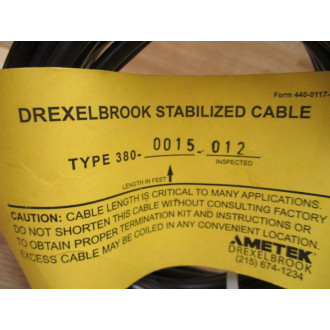 Form 440-0117-
DREXELBROOK STABILIZED CABLE
TYPE 380- 0015-012
INSPECTED
LENGTH IN FEET
CAUTION: CABLE LENGTH IS CRITICAL TO MANY APPLICATIONS.
DO NOT SHORTEN THIS CABLE WITHOUT CONSULTING FACTORY
TO OBTAIN PROPER TERMINATION KIT AND INSTRUCTIONS OR
EXCESS CABLE MAY BE COILED IN ANY CONVENIENT LOCATION.
AMETEK
DREXELBROOK
(215) 674-1234